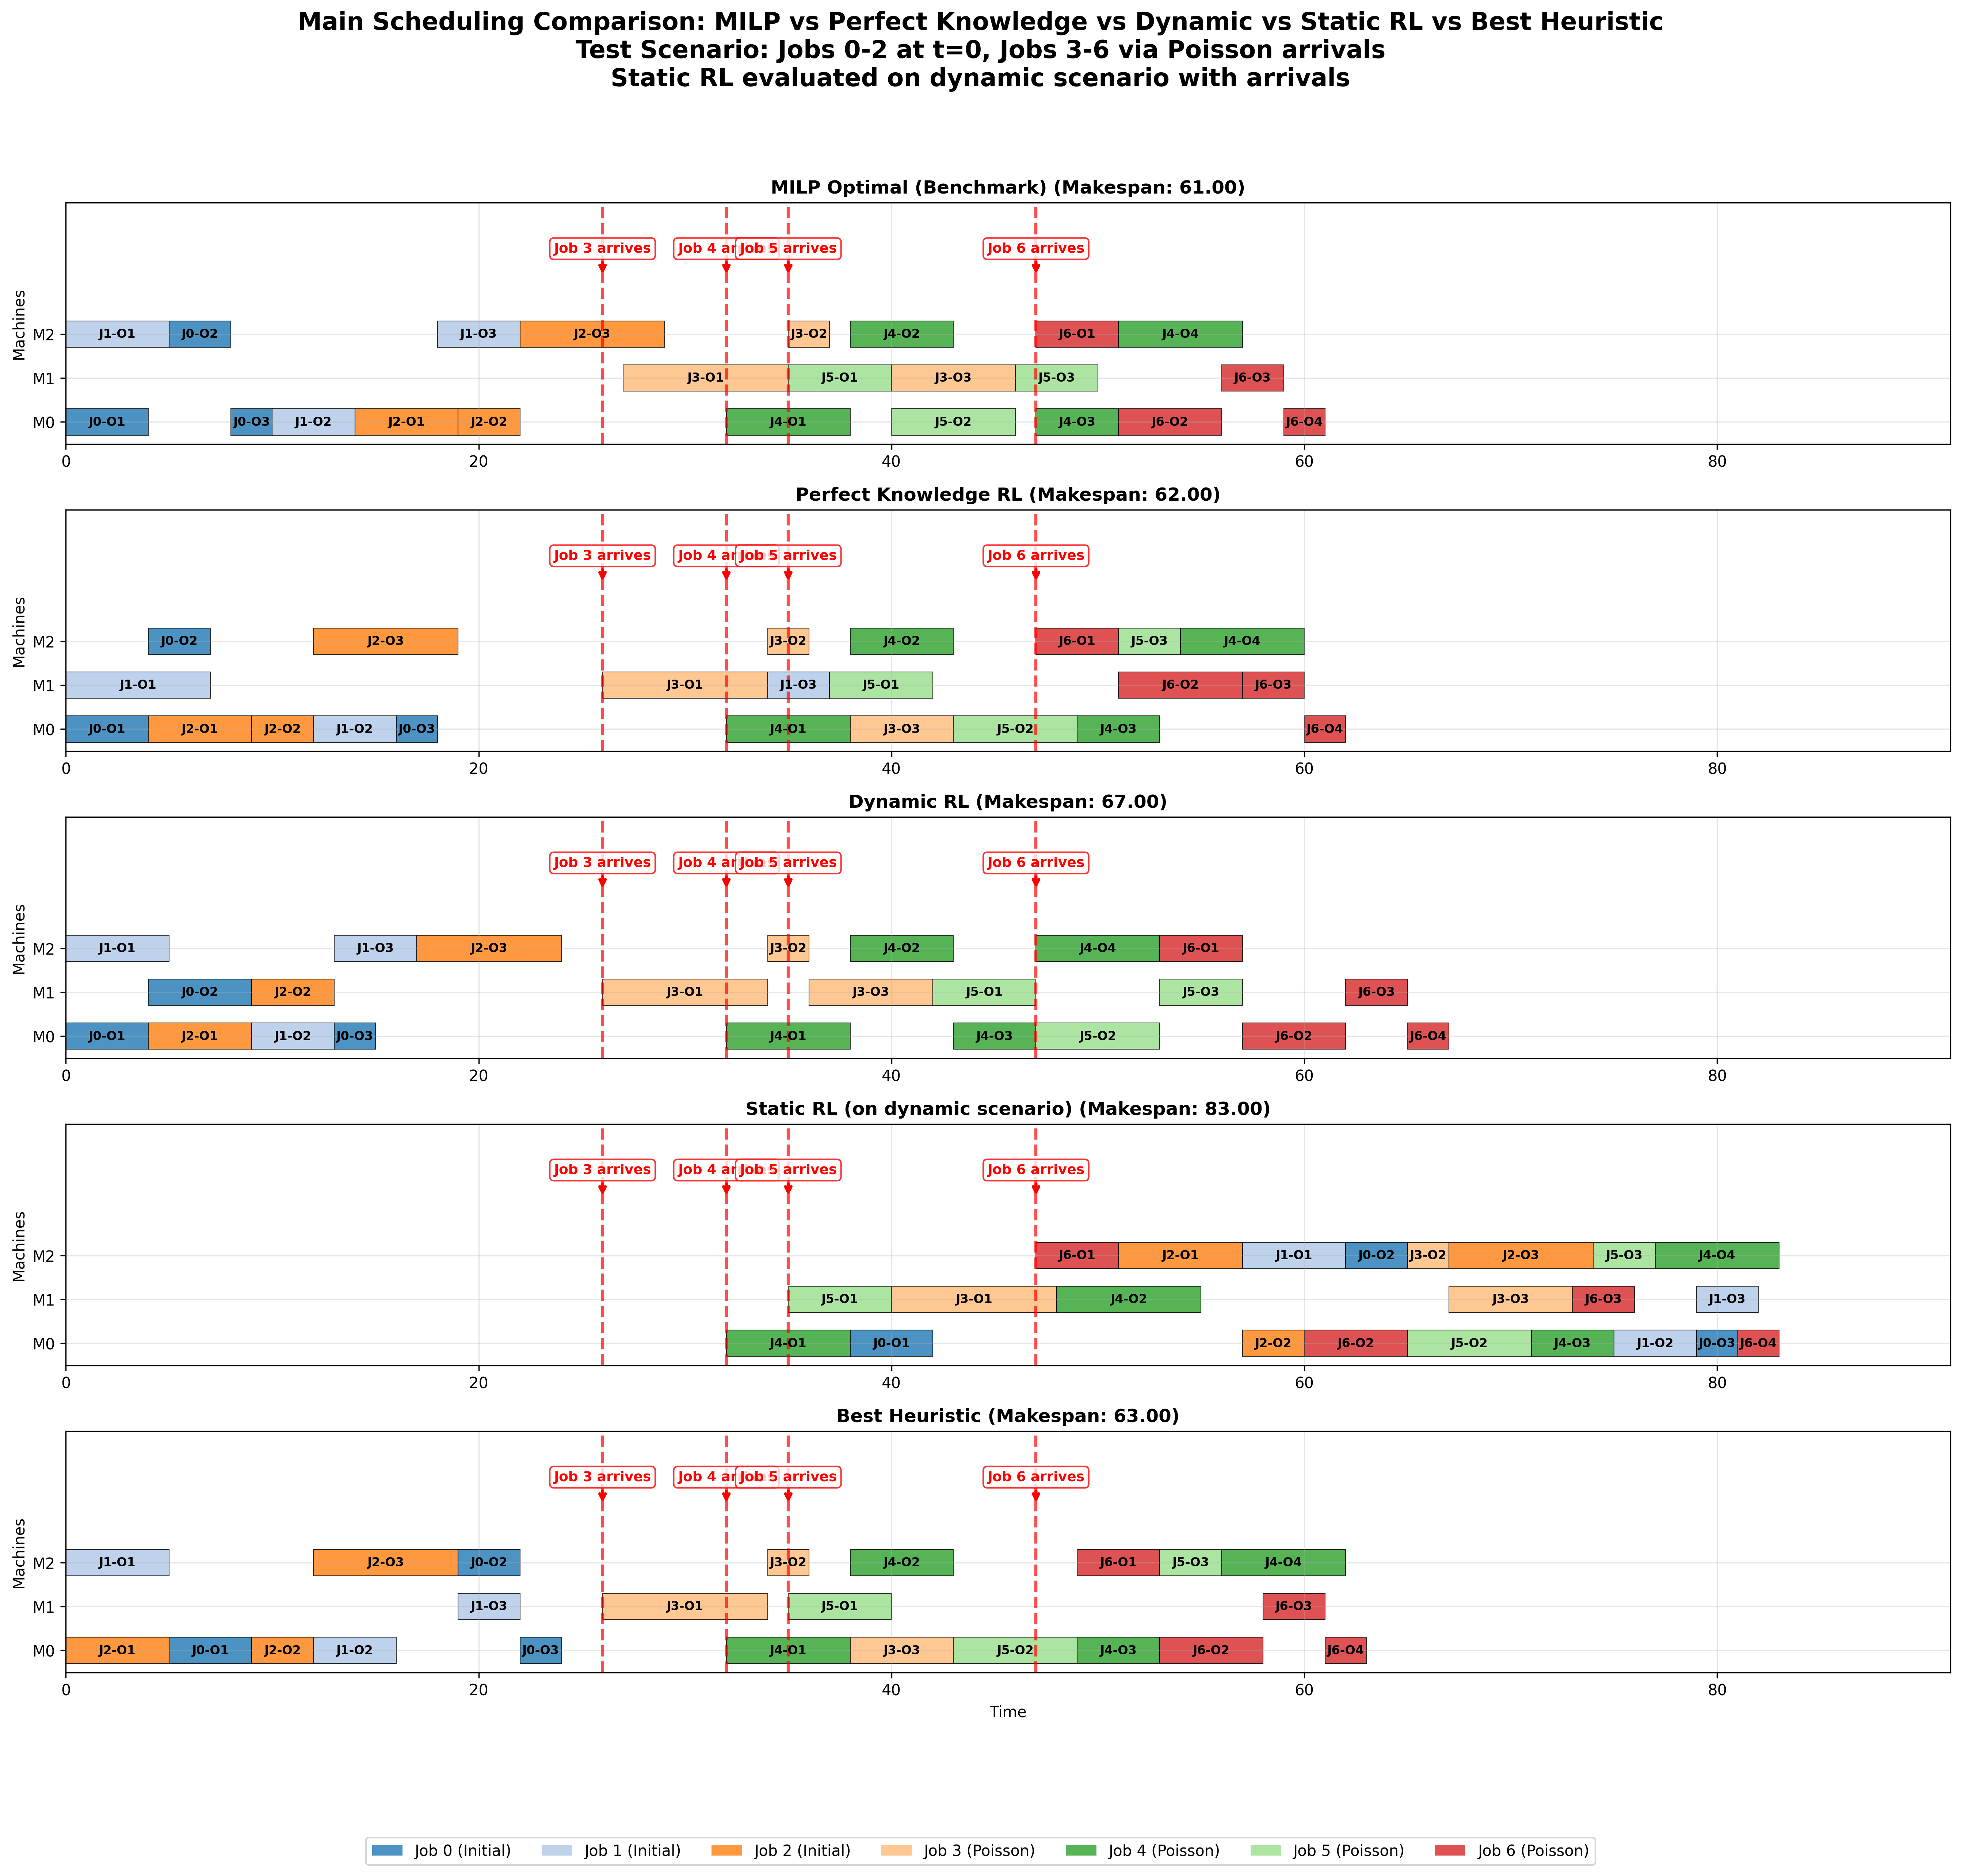 Main Scheduling Comparison: MILP vs Perfect Knowledge vs Dynamic vs Static RL vs Best Heuristic
Test Scenario: Jobs 0-2 at t=0, Jobs 3-6 via Poisson arrivals
Static RL evaluated on dynamic scenario with arrivals
MILP Optimal (Benchmark) (Makespan: 61.00)
Job 3 arrives Job 4 ar Job 5 arrives Job 6 arrives
Machines
M2 J1-O1 J0-O2 J1-O3 J2-O3 J3-O2 J4-O2 J6-O1 J4-O4
M1 J3-O1 J5-O1 J3-O3 J5-O3 J6-O3
M0 J0-O1 J0-O3 J1-O2 J2-O1 J2-O2 J4-O1 J5-O2 J4-O3 J6-O2 J6-O4
0 20 40 60 80
Perfect Knowledge RL (Makespan: 62.00)
Job 3 arrives Job 4 ar Job 5 arrives Job 6 arrives
Machines
M2 J0-O2 J2-O3 J3-O2 J4-O2 J6-O1 J5-O3 J4-O4
M1 J1-O1 J3-O1 J1-O3 J5-O1 J6-O2 J6-O3
M0 J0-O1 J2-O1 J2-O2 J1-O2 J0-O3 J4-O1 J3-O3 J5-O2 J4-O3 J6-O4
0 20 40 60 80
Dynamic RL (Makespan: 67.00)
Job 3 arrives Job 4 ar Job 5 arrives Job 6 arrives
Machines
M2 J1-O1 J1-O3 J2-O3 J3-O2 J4-O2 J4-O4 J6-O1
M1 J0-O2 J2-O2 J3-O1 J3-O3 J5-O1 J5-O3 J6-O3
M0 J0-O1 J2-O1 J1-O2 J0-O3 J4-O1 J4-O3 J5-O2 J6-O2 J6-O4
0 20 40 60 80
Static RL (on dynamic scenario) (Makespan: 83.00)
Job 3 arrives Job 4 ar Job 5 arrives Job 6 arrives
Machines
M2 J6-O1 J2-O1 J1-O1 J0-O2 J3-O2 J2-O3 J5-O3 J4-O4
M1 J5-O1 J3-O1 J4-O2 J3-O3 J6-O3 J1-O3
M0 J4-O1 J0-O1 J2-O2 J6-O2 J5-O2 J4-O3 J1-O2 J0-O3 J6-O4
0 20 40 60 80
Best Heuristic (Makespan: 63.00)
Job 3 arrives Job 4 ar Job 5 arrives Job 6 arrives
Machines
M2 J1-O1 J2-O3 J0-O2 J3-O2 J4-O2 J6-O1 J5-O3 J4-O4
M1 J1-O3 J3-O1 J5-O1 J6-O3
M0 J2-O1 J0-O1 J2-O2 J1-O2 J0-O3 J4-O1 J3-O3 J5-O2 J4-O3 J6-O2 J6-O4
0 20 40 60 80
Time
Job 0 (Initial) Job 1 (Initial) Job 2 (Initial) Job 3 (Poisson) Job 4 (Poisson) Job 5 (Poisson) Job 6 (Poisson)